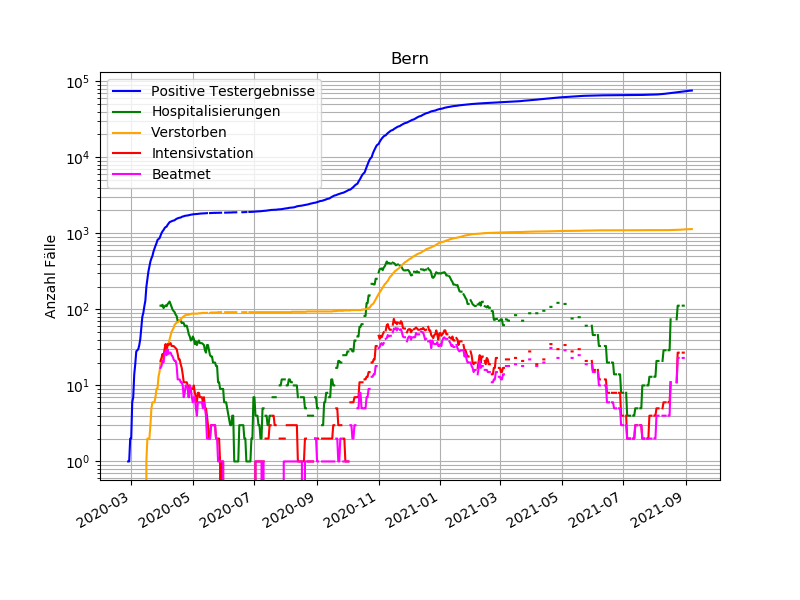 Bern
10^5
10^4
10^3
10^2
10^1
10^0
Anzahl Fälle
Positive Testergebnisse
Hospitalisierungen
Verstorben
Intensivstation
Beatmet
2020-03
2020-05
2020-07
2020-09
2020-11
2021-01
2021-03
2021-05
2021-07
2021-09